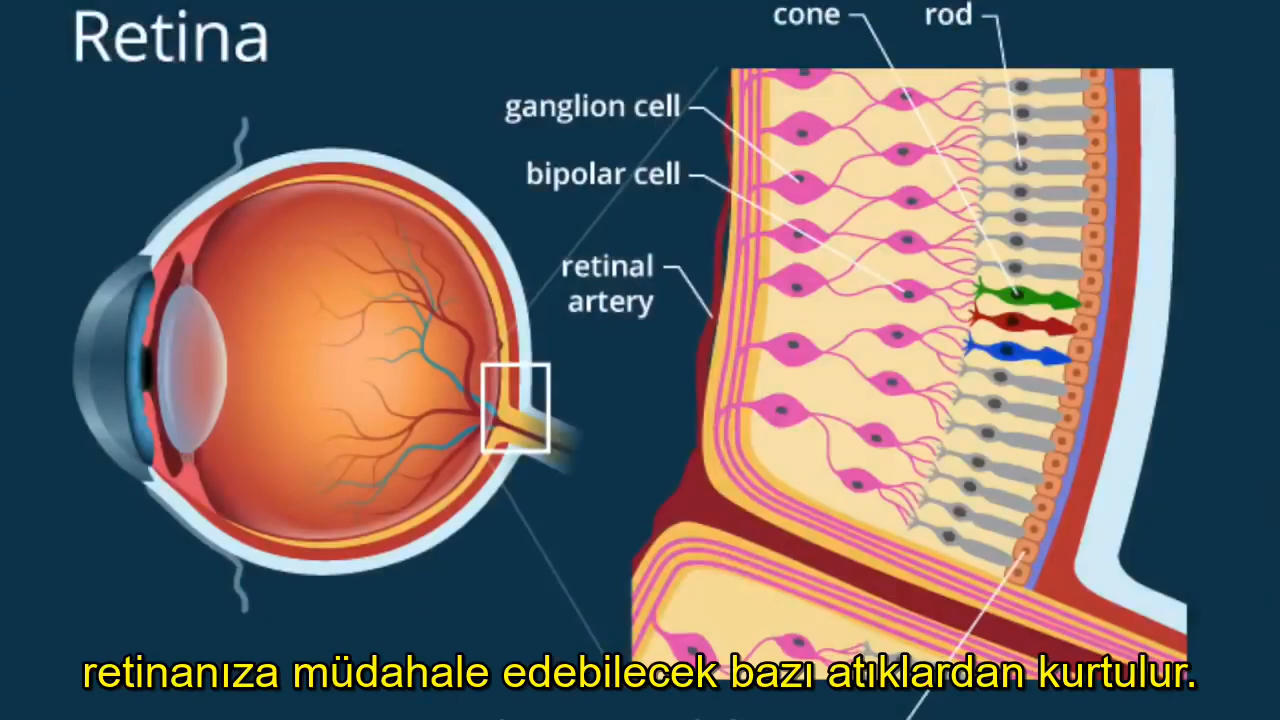 Retina
cone
rod
ganglion cell
bipolar cell
retinal
artery
retinanıza müdahale edebilecek bazı atıklardan kurtulur.